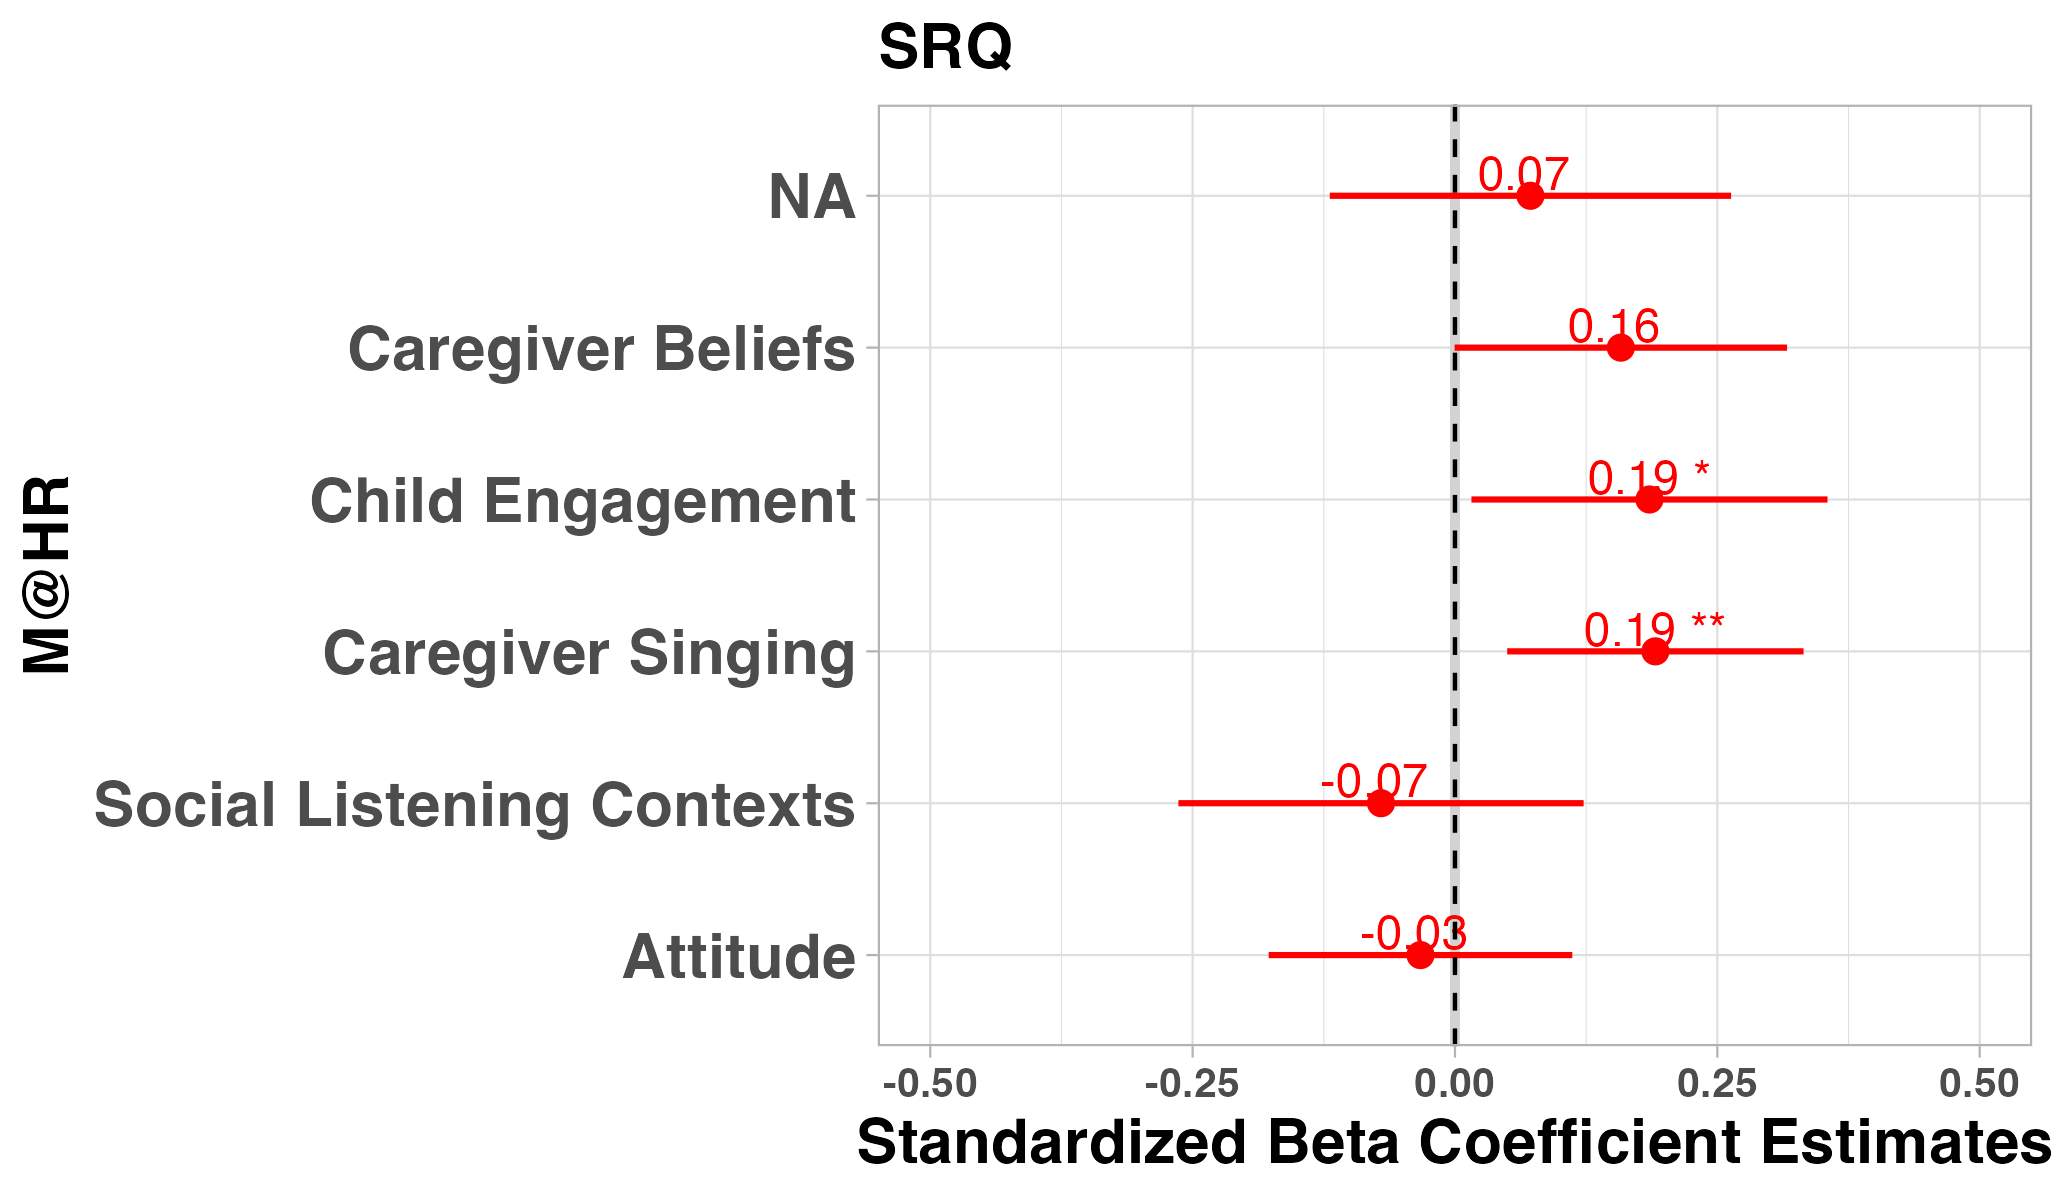 SRQ
M@HR
NA
0.07
Caregiver Beliefs
0.16
Child Engagement
0.19 *
Caregiver Singing
0.19 **
Social Listening Contexts
-0.07
Attitude
-0.03
-0.50 -0.25 0.00 0.25 0.50
Standardized Beta Coefficient Estimates